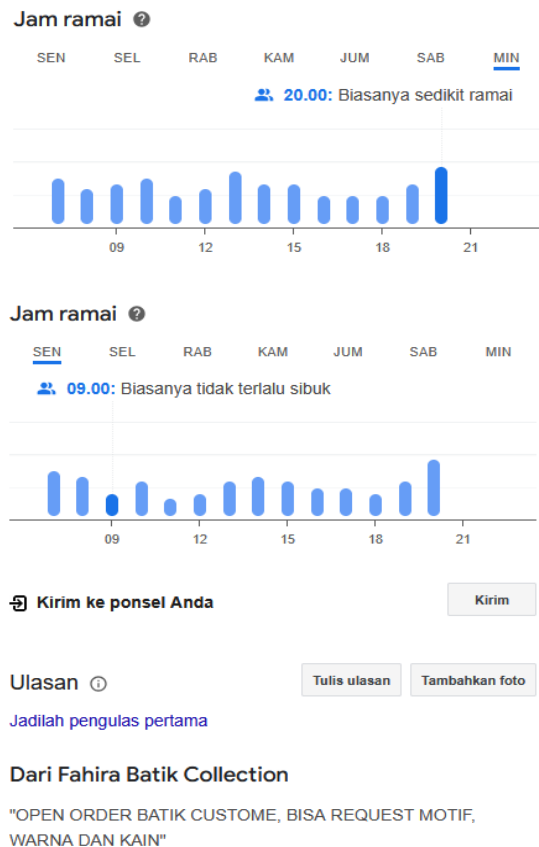 Jam ramai
SEN SEL RAB KAM JUM SAB MIN
20.00: Biasanya sedikit ramai
09 12 15 18 21
Jam ramai
SEN SEL RAB KAM JUM SAB MIN
09.00: Biasanya tidak terlalu sibuk
09 12 15 18 21
Kirim ke ponsel Anda Kirim
Ulasan Tulis ulasan Tambahkan foto
Jadilah pengulas pertama
Dari Fahira Batik Collection
"OPEN ORDER BATIK CUSTOME, BISA REQUEST MOTIF,
WARNA DAN KAIN"